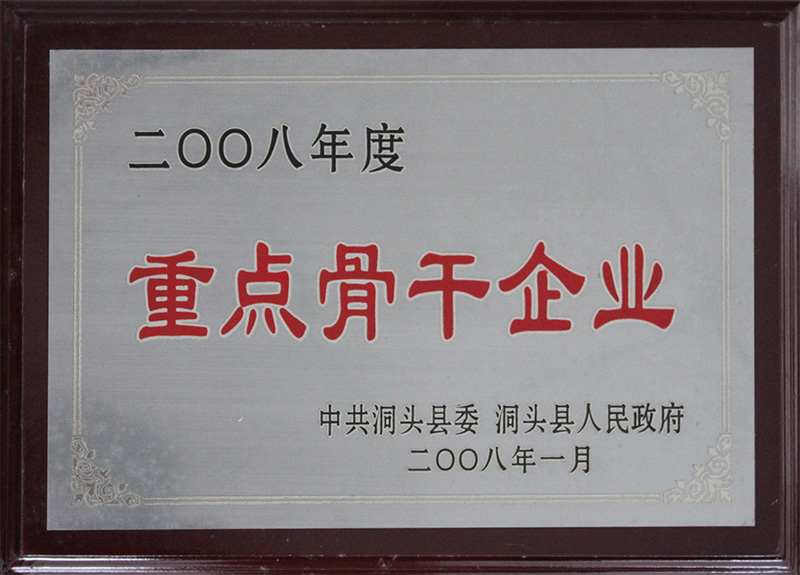 二〇〇八年度
重点骨干企业
中共洞头县委 洞头县人民政府
二〇〇八年一月